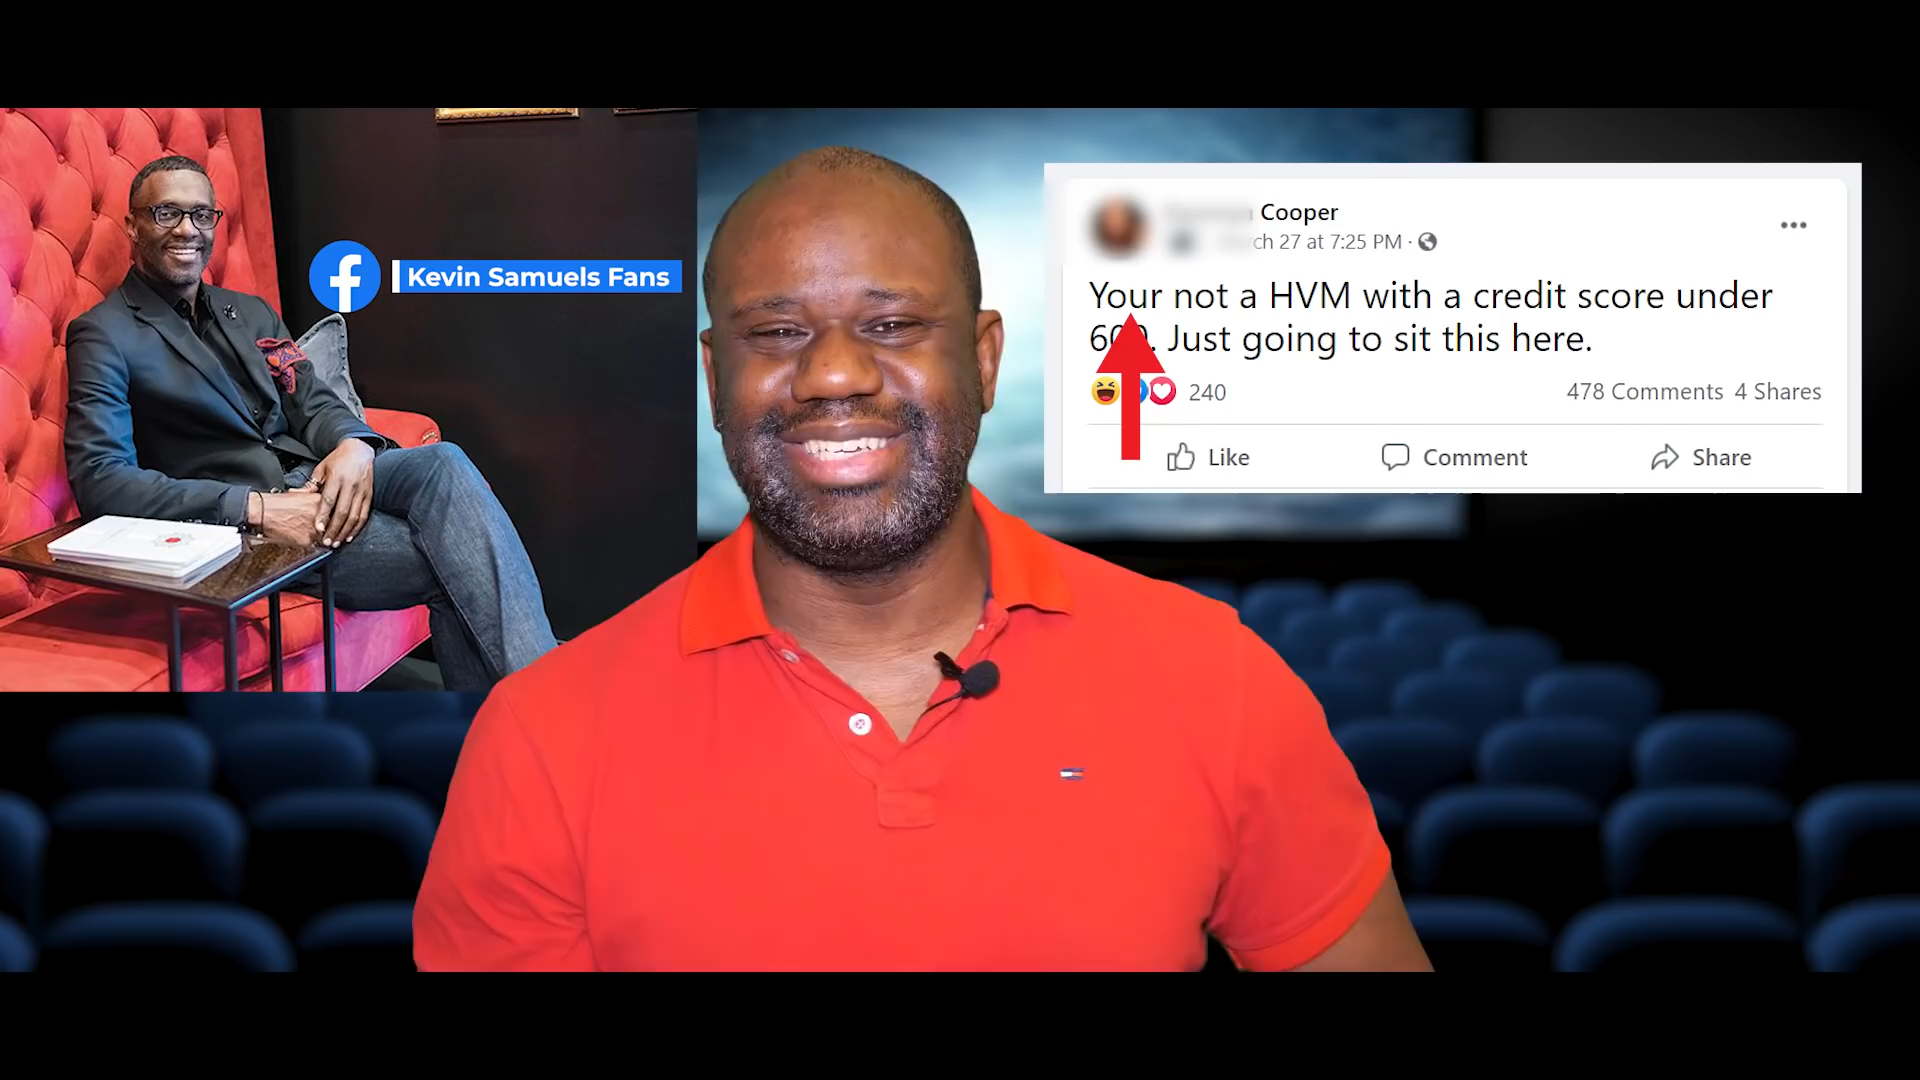 Kevin Samuels Fans
Cooper
27 at 7:25 PM ·
Your not a HVM with a credit score under
Just going to sit this here.
240
478 Comments 4 Shares
Like
Comment
Share